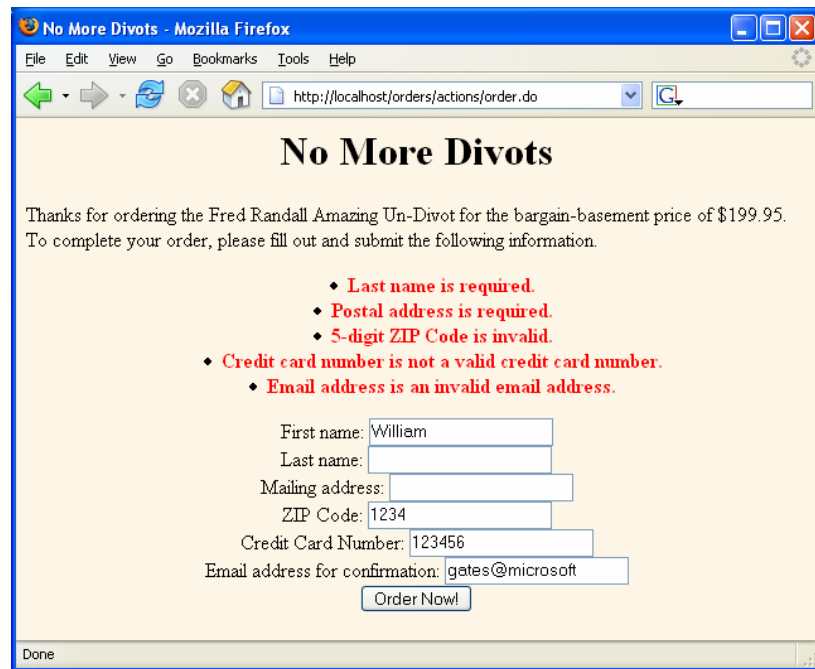 No More Divots - Mozilla Firefox
File Edit View Go Bookmarks Tools Help
http://localhost/orders/actions/order.do
G
No More Divots
Thanks for ordering the Fred Randall Amazing Un-Divot for the bargain-basement price of $199.95.
To complete your order, please fill out and submit the following information.
• Last name is required.
• Postal address is required.
• 5-digit ZIP Code is invalid.
• Credit card number is not a valid credit card number.
• Email address is an invalid email address.
First name: William
Last name:
Mailing address:
ZIP Code: 1234
Credit Card Number: 123456
Email address for confirmation: gates@microsoft
Order Now!
Done